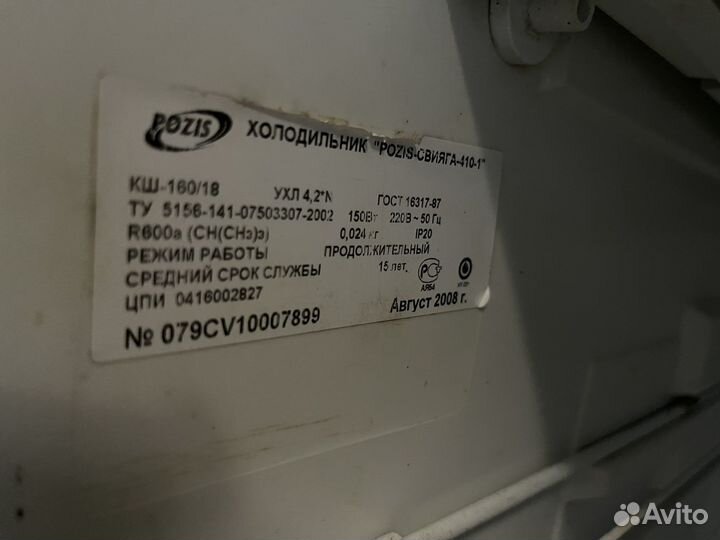 POZIS
ХОЛОДИЛЬНИК "POZIS-СВИЯГА-410-1"
КШ-160/18 УХЛ 4,2*N ГОСТ 16317-87
ТУ 5156-141-07503307-2002 150Вт 220В ~ 50 Гц
R600a (CH(CH₃)₃) 0,024 кг IP20
РЕЖИМ РАБОТЫ ПРОДОЛЖИТЕЛЬНЫЙ
СРЕДНИЙ СРОК СЛУЖБЫ 15 лет
ЦПИ 0416002827
АЯ54
Август 2008 г.
№ 079CV10007899
Avito